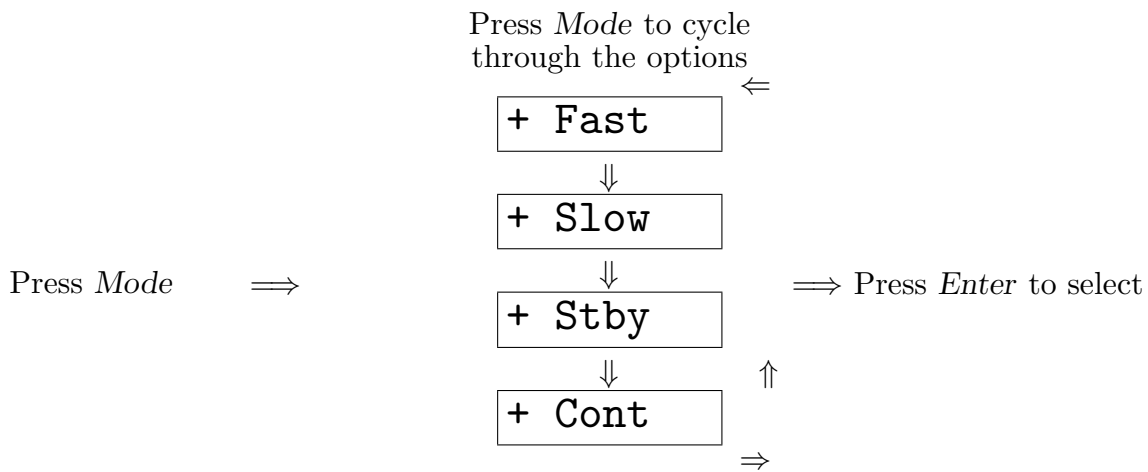 Press Mode to cycle
through the options
⇐
+ Fast
⇓
+ Slow
⇓
Press Mode ⟹ ⟹ Press Enter to select
+ Stby
⇓ ⇑
+ Cont
⇒